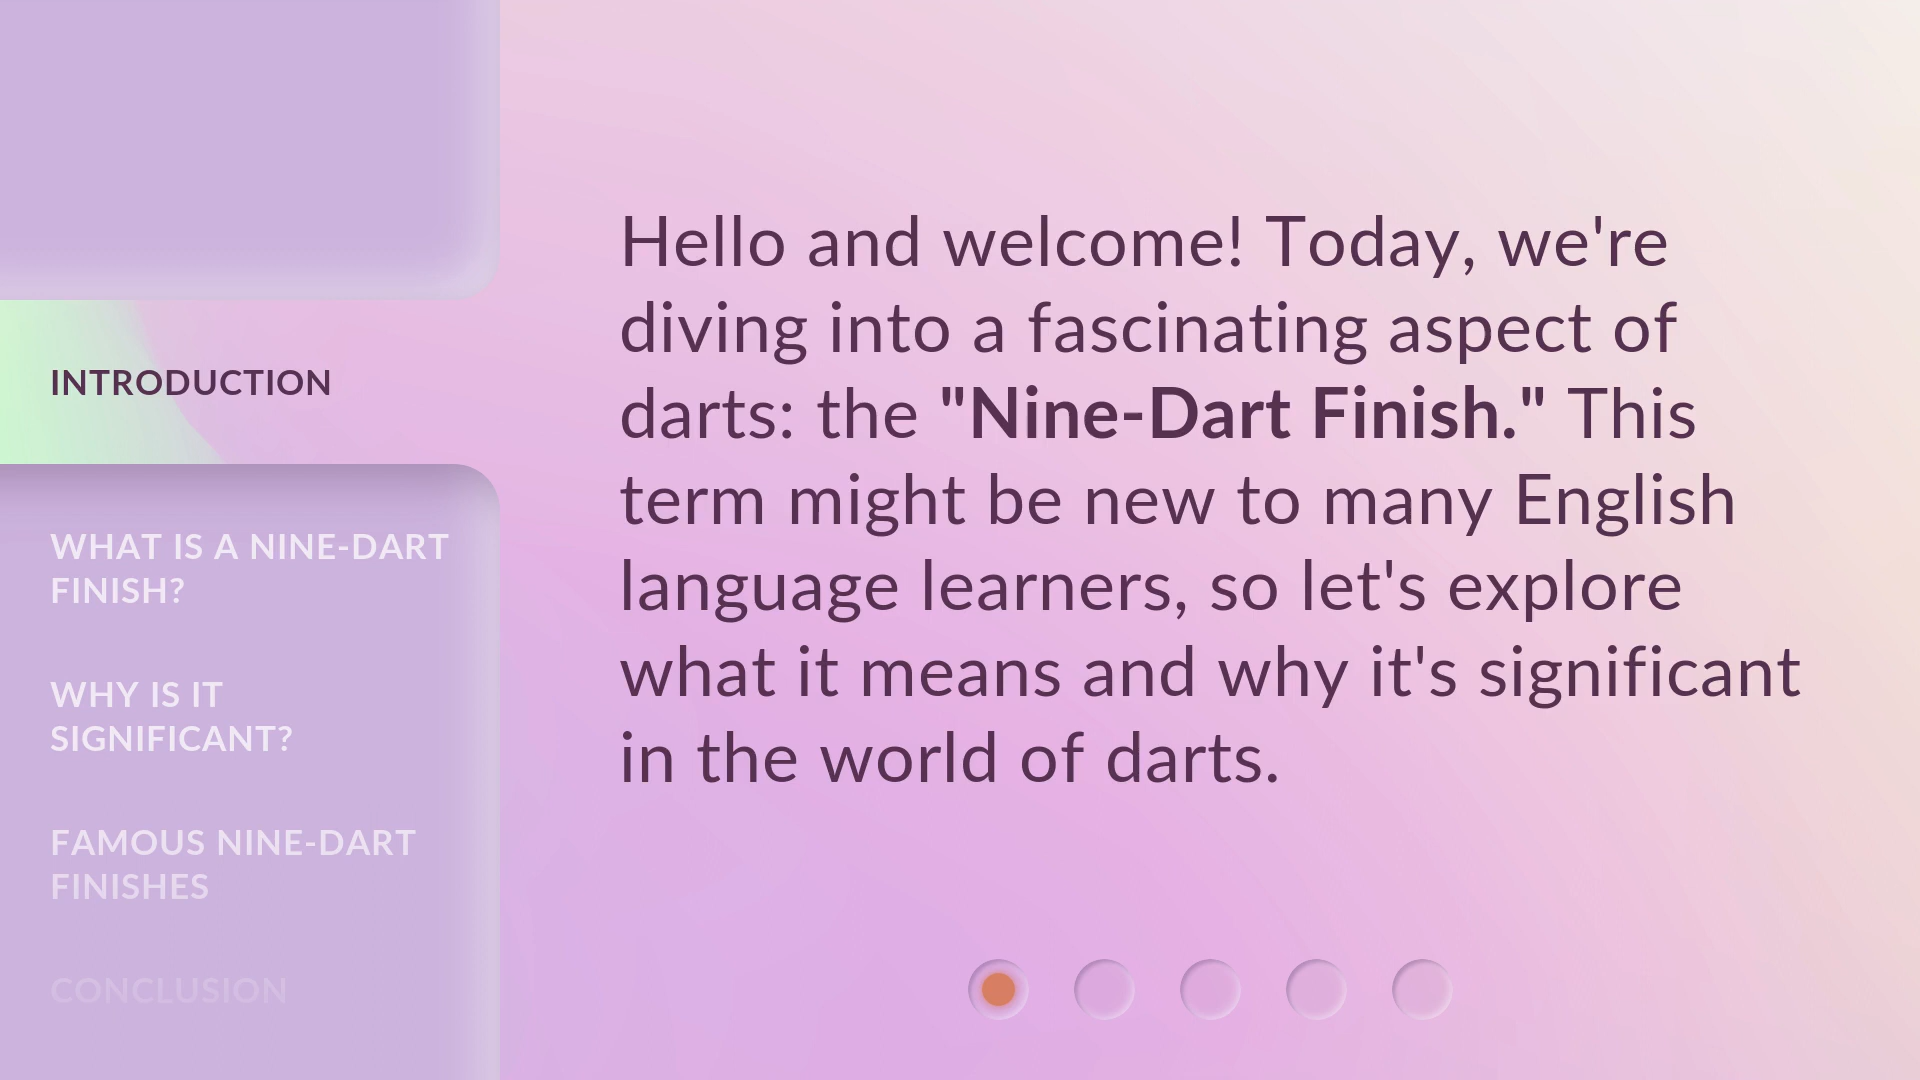 INTRODUCTION
WHAT IS A NINE-DART
FINISH?
WHY IS IT
SIGNIFICANT?
FAMOUS NINE-DART
FINISHES
CONCLUSION
Hello and welcome! Today, we're
diving into a fascinating aspect of
darts: the "Nine-Dart Finish." This
term might be new to many English
language learners, so let's explore
what it means and why it's significant
in the world of darts.